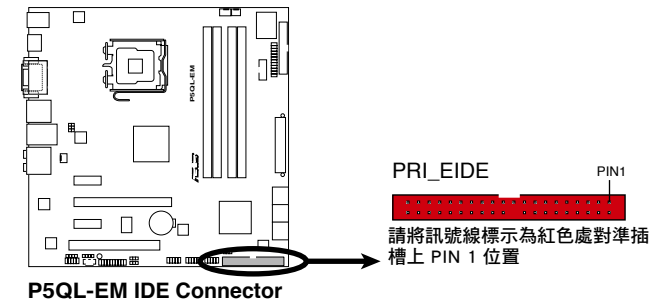 P5QL-EM
PRI_EIDE
PIN1
請將訊號線標示為紅色處對準插
槽上 PIN 1 位置
P5QL-EM IDE Connector